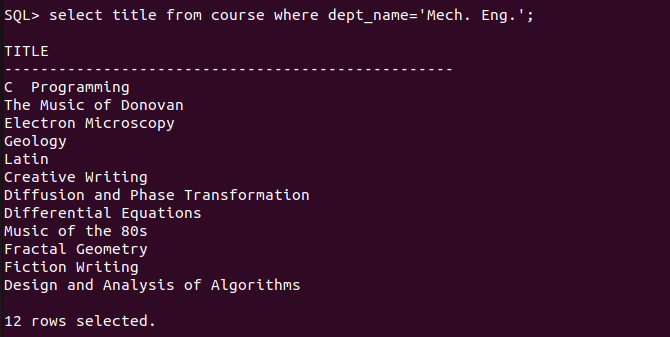 SQL> select title from course where dept_name='Mech. Eng.';
TITLE
--------------------------------------------------
C  Programming
The Music of Donovan
Electron Microscopy
Geology
Latin
Creative Writing
Diffusion and Phase Transformation
Differential Equations
Music of the 80s
Fractal Geometry
Fiction Writing
Design and Analysis of Algorithms
12 rows selected.